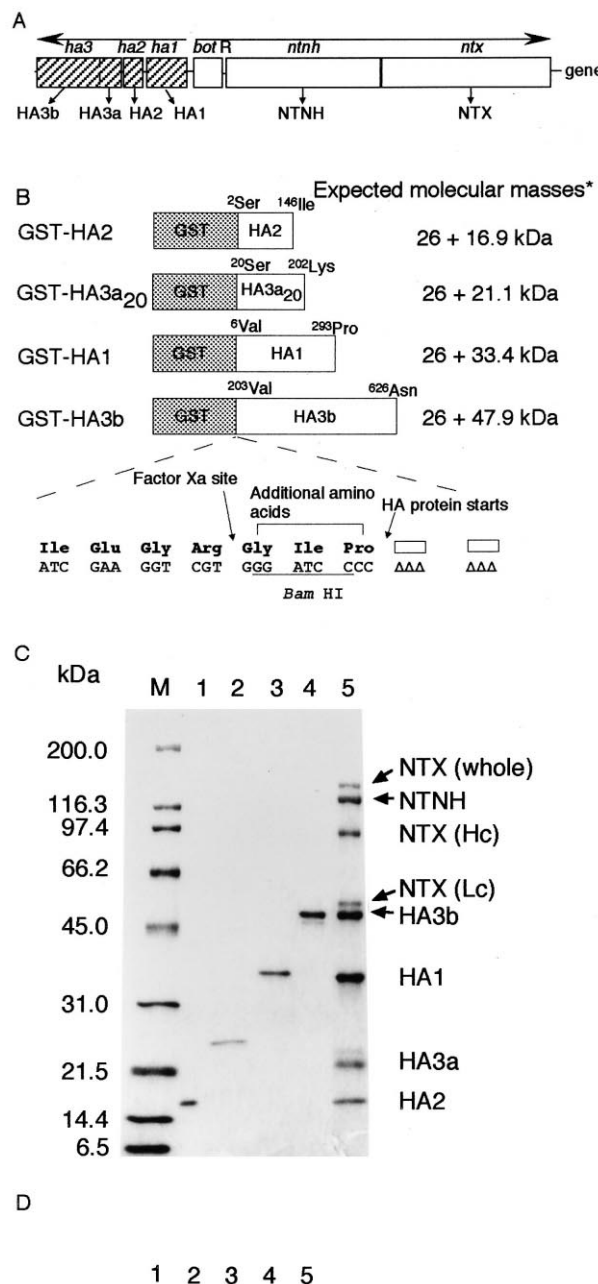 A
ha3 ha2 ha1 bot R ntnh ntx
gene
HA3b HA3a HA2 HA1 NTNH NTX
B
Expected molecular masses*
²Ser ¹⁴⁶Ile
GST-HA2 GST HA2 26 + 16.9 kDa
²⁰Ser ²⁰²Lys
GST-HA3a₂₀ GST HA3a₂₀ 26 + 21.1 kDa
⁶Val ²⁹³Pro
GST-HA1 GST HA1 26 + 33.4 kDa
²⁰³Val ⁶²⁶Asn
GST-HA3b GST HA3b 26 + 47.9 kDa
Factor Xa site
Additional amino acids
HA protein starts
Ile Glu Gly Arg Gly Ile Pro
ATC GAA GGT CGT GGG ATC CCC ΔΔΔ ΔΔΔ
Bam HI
C
kDa M 1 2 3 4 5
200.0
116.3
97.4
66.2
45.0
31.0
21.5
14.4
6.5
NTX (whole)
NTNH
NTX (Hc)
NTX (Lc)
HA3b
HA1
HA3a
HA2
D
1 2 3 4 5